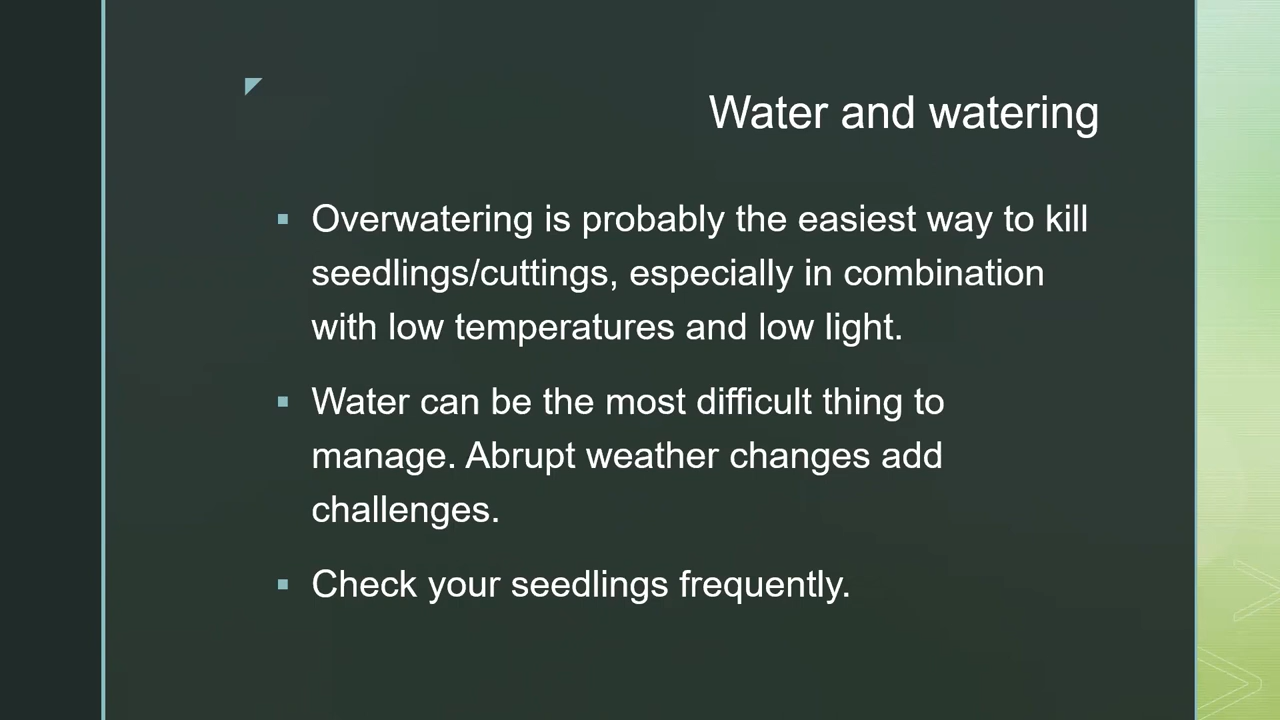 Water and watering
Overwatering is probably the easiest way to kill
seedlings/cuttings, especially in combination
with low temperatures and low light.
Water can be the most difficult thing to
manage. Abrupt weather changes add
challenges.
Check your seedlings frequently.